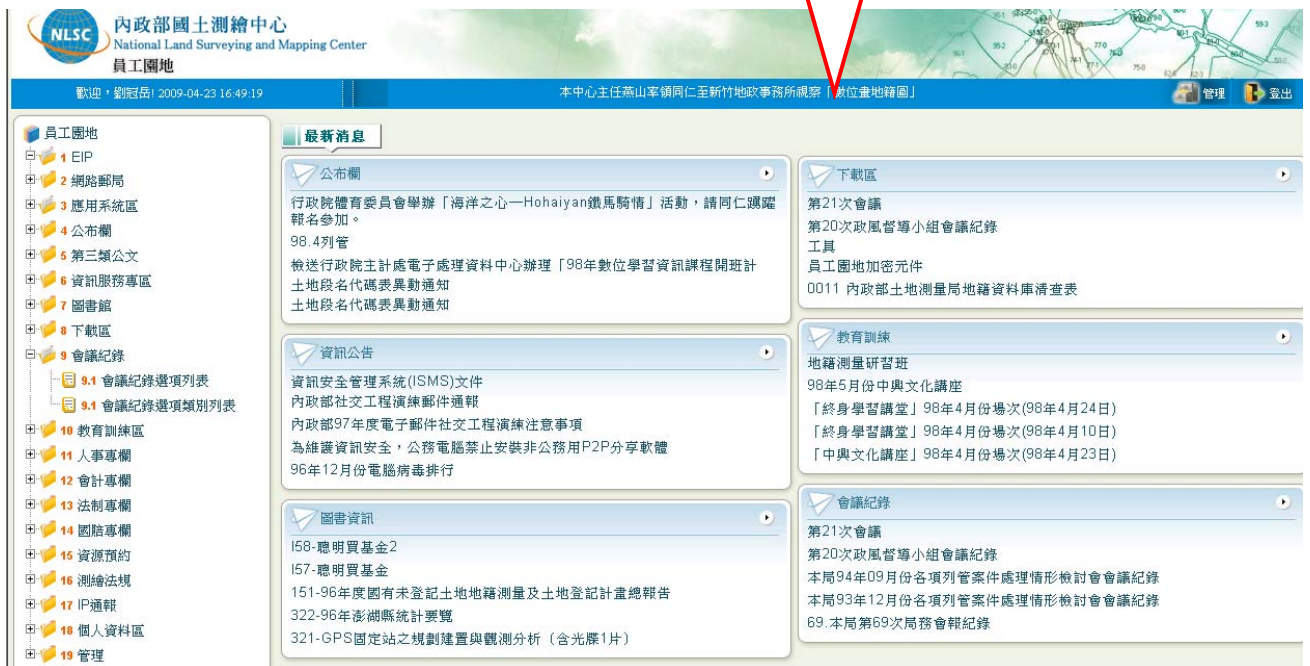 NLSC
內政部國土測繪中心
National Land Surveying and Mapping Center
員工園地
歡迎，劉冠岳! 2009-04-23 16:49:19
本中心主任燕山率領同仁至新竹地政事務所視察「數位畫地籍圖」
管理
登出
員工園地
1 EIP
2 網路郵局
3 應用系統區
4 公布欄
5 第三類公文
6 資訊服務專區
7 圖書館
8 下載區
9 會議紀錄
9.1 會議紀錄選項列表
9.1 會議紀錄選項類別列表
10 教育訓練區
11 人事專欄
12 會計專欄
13 法制專欄
14 國賠專欄
15 資源預約
16 測繪法規
17 IP通報
18 個人資料區
19 管理
最新消息
公布欄
行政院體育委員會舉辦「海洋之心—Hohaiyan鐵馬騎情」活動，請同仁踴躍
報名參加。
98.4列管
檢送行政院主計處電子處理資料中心辦理「98年數位學習資訊課程開班計
土地段名代碼表異動通知
土地段名代碼表異動通知
資訊公告
資訊安全管理系統(ISMS)文件
內政部社交工程演練郵件通報
內政部97年度電子郵件社交工程演練注意事項
為維護資訊安全，公務電腦禁止安裝非公務用P2P分享軟體
96年12月份電腦病毒排行
圖書資訊
I58-聰明買基金2
I57-聰明買基金
151-96年度國有未登記土地地籍測量及土地登記計畫總報告
322-96年澎湖縣統計要覽
321-GPS固定站之規劃建置與觀測分析（含光牒1片）
下載區
第21次會議
第20次政風督導小組會議紀錄
工具
員工園地加密元件
0011 內政部土地測量局地籍資料庫清查表
教育訓練
地籍測量研習班
98年5月份中興文化講座
「終身學習講堂」98年4月份場次(98年4月24日)
「終身學習講堂」98年4月份場次(98年4月10日)
「中興文化講座」98年4月份場次(98年4月23日)
會議紀錄
第21次會議
第20次政風督導小組會議紀錄
本局94年09月份各項列管案件處理情形檢討會會議紀錄
本局93年12月份各項列管案件處理情形檢討會會議紀錄
69.本局第69次局務會報紀錄